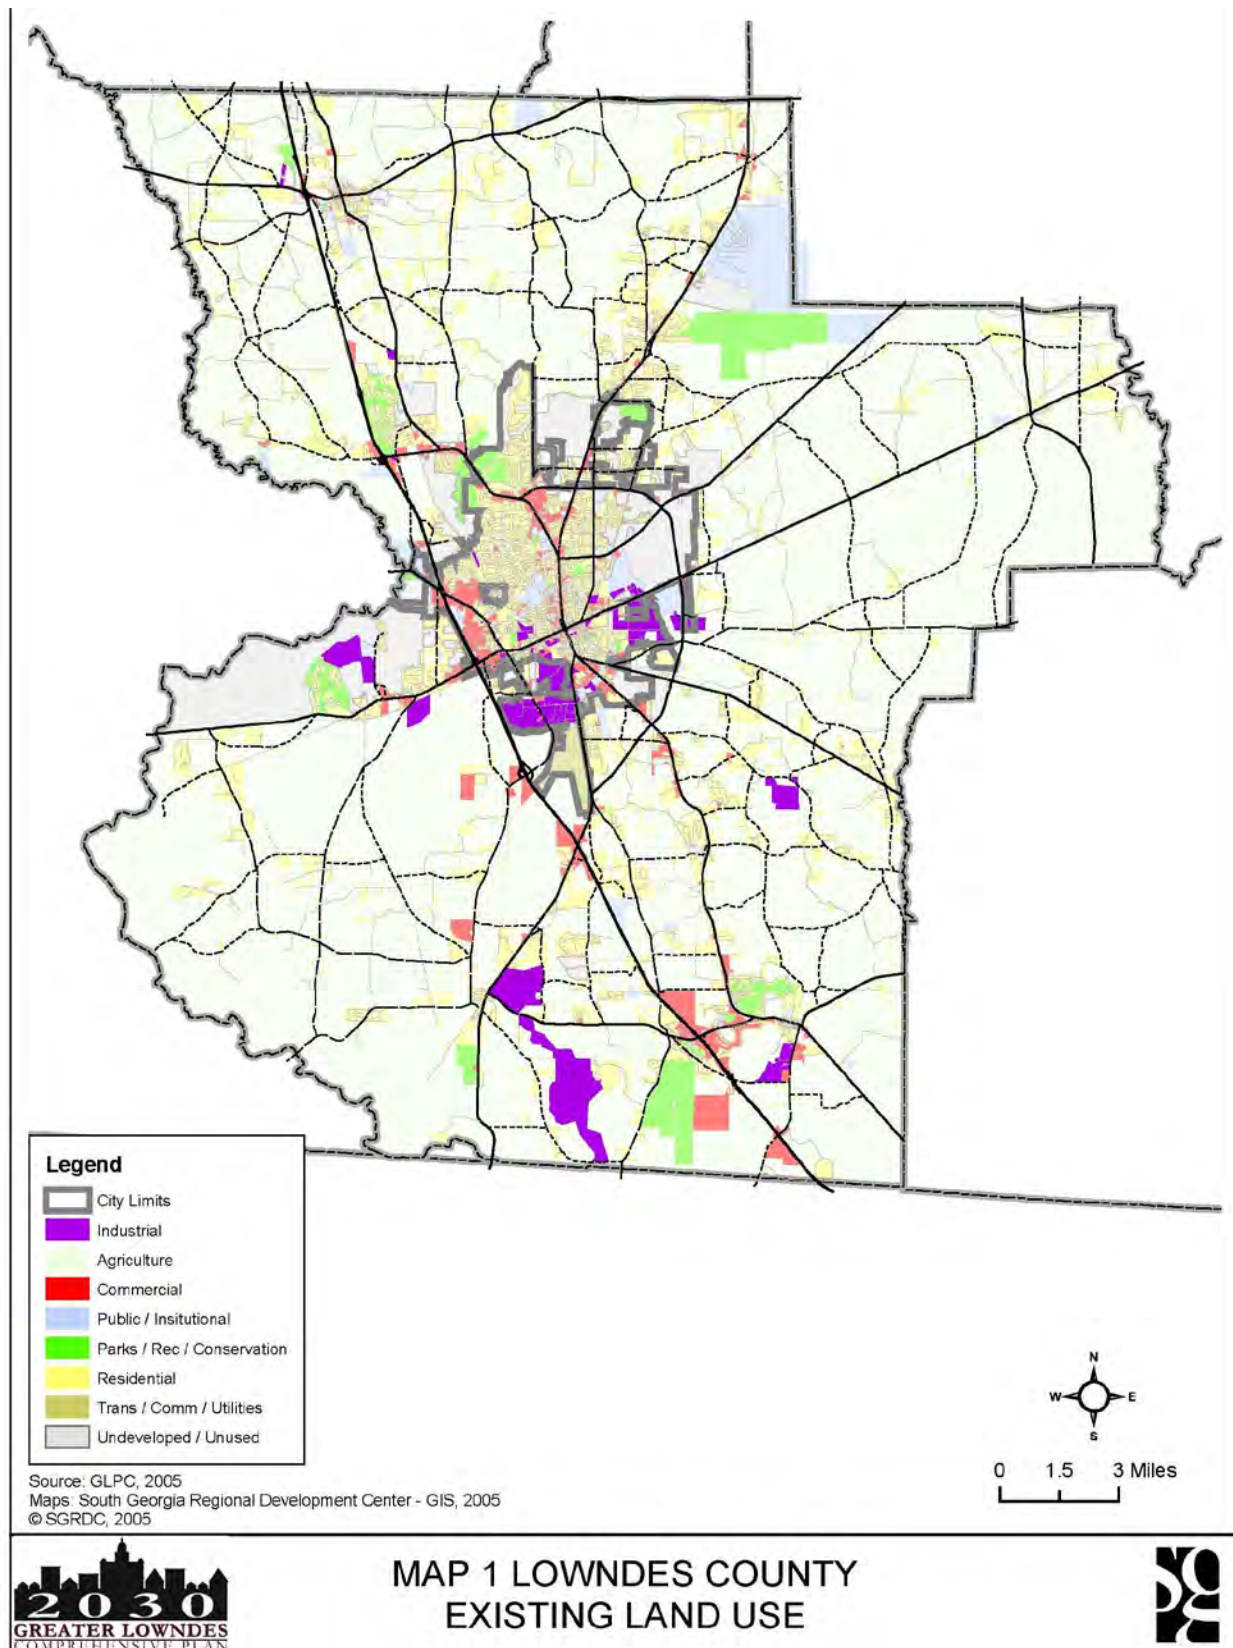 Legend
City Limits
Industrial
Agriculture
Commercial
Public / Insitutional
Parks / Rec / Conservation
Residential
Trans / Comm / Utilities
Undeveloped / Unused
N
W E
S
0 1.5 3 Miles
Source: GLPC, 2005
Maps: South Georgia Regional Development Center - GIS, 2005
© SGRDC, 2005
2030
GREATER LOWNDES
COMPREHENSIVE PLAN
MAP 1 LOWNDES COUNTY
EXISTING LAND USE